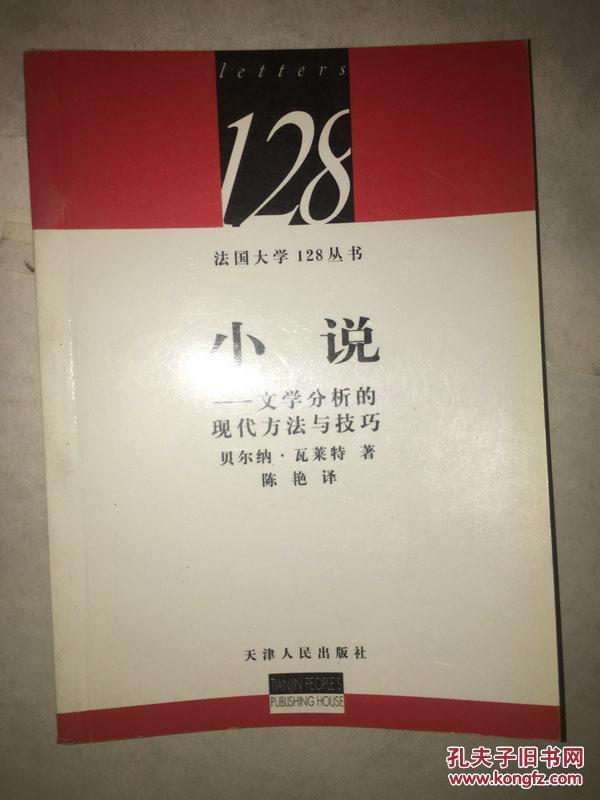 letters
128
法国大学128丛书
小说
——文学分析的
现代方法与技巧
贝尔纳·瓦莱特 著
陈艳 译
天津人民出版社
TIANJIN PEOPLE'S
PUBLISHING HOUSE
孔夫子旧书网
www.kongfz.com